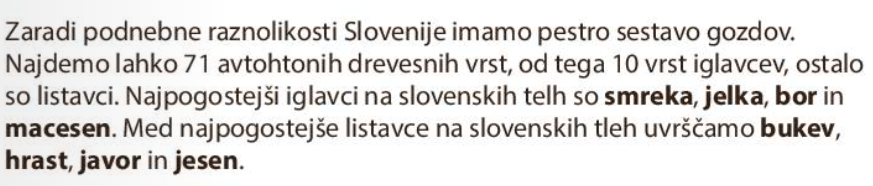 Zaradi podnebne raznolikosti Slovenije imamo pestro sestavo gozdov.
Najdemo lahko 71 avtohtonih drevesnih vrst, od tega 10 vrst iglavcev, ostalo
so listavci. Najpogostejši iglavci na slovenskih telh so smreka, jelka, bor in
macesen. Med najpogostejše listavce na slovenskih tleh uvrščamo bukev,
hrast, javor in jesen.